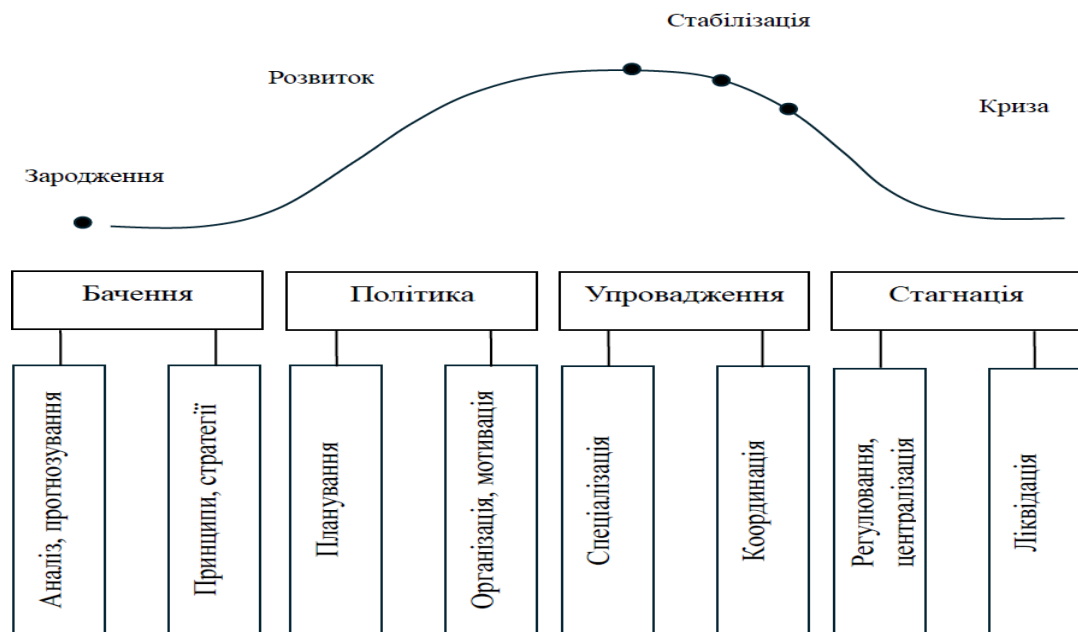 Стабілізація
Розвиток
Криза
Зародження
Бачення
Політика
Упровадження
Стагнація
Аналіз, прогнозування
Принципи, стратегії
Планування
Організація, мотивація
Спеціалізація
Координація
Регулювання,
централізація
Ліквідація